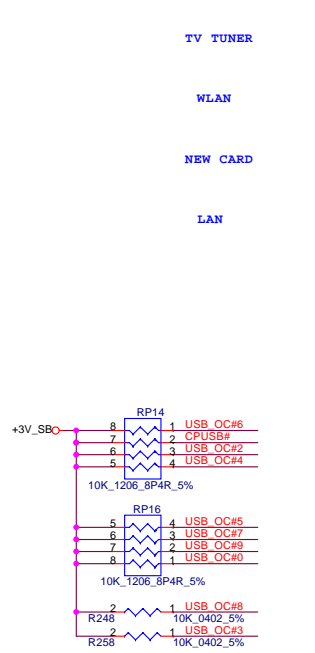 TV TUNER
WLAN
NEW CARD
LAN
RP14
+3V_SB
8 1 USB_OC#6
7 2 CPUSB#
6 3 USB_OC#2
5 4 USB_OC#4
10K_1206_8P4R_5%
RP16
5 4 USB_OC#5
6 3 USB_OC#7
7 2 USB_OC#9
8 1 USB_OC#0
10K_1206_8P4R_5%
2 1 USB_OC#8
R248 10K_0402_5%
2 1 USB_OC#3
R258 10K_0402_5%